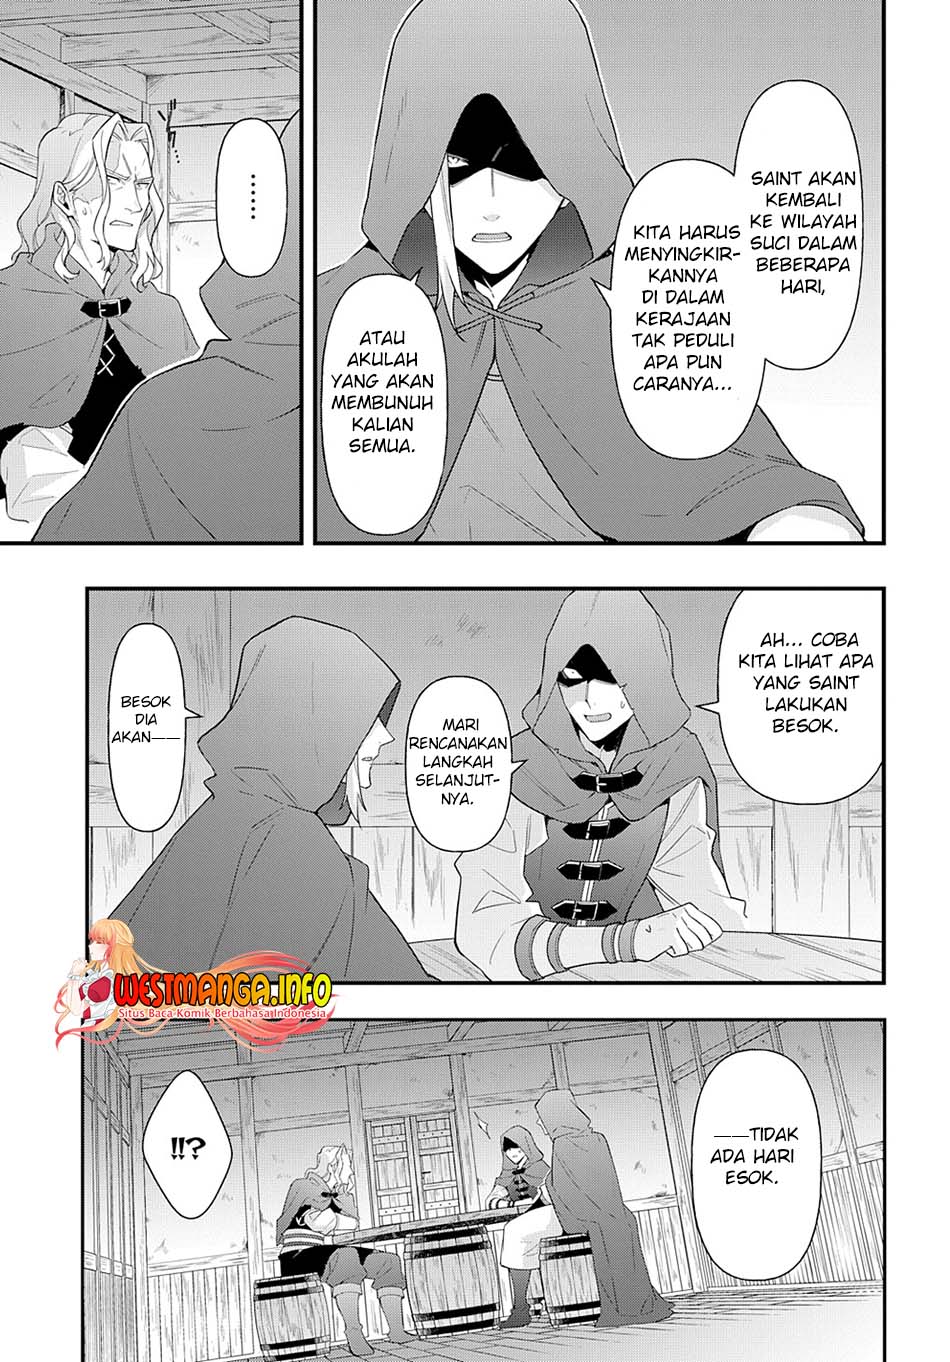 SAINT AKAN
KEMBALI
KE WILAYAH
SUCI DALAM
BEBERAPA
HARI,
KITA HARUS
MENYINGKIR-
KANNYA
DI DALAM
KERAJAAN
TAK PEDULI
APA PUN
CARANYA...
ATAU
AKULAH
YANG AKAN
MEMBUNUH
KALIAN
SEMUA.
......
AH... COBA
KITA LIHAT APA
YANG SAINT
LAKUKAN
BESOK.
MARI
RENCANAKAN
LANGKAH
SELANJUT-
NYA.
BESOK
DIA
AKAN——
WESTMANGA.INFO
Situs Baca Komik Berbahasa Indonesia
——TIDAK
ADA HARI
ESOK.
!!?